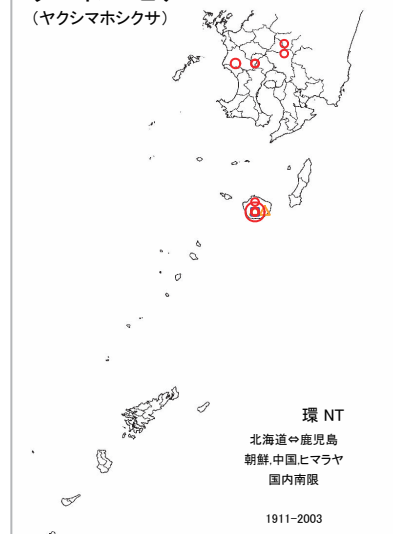 (ヤクシマホシクサ)
環 NT
北海道⇔鹿児島
朝鮮,中国,ヒマラヤ
国内南限
1911-2003